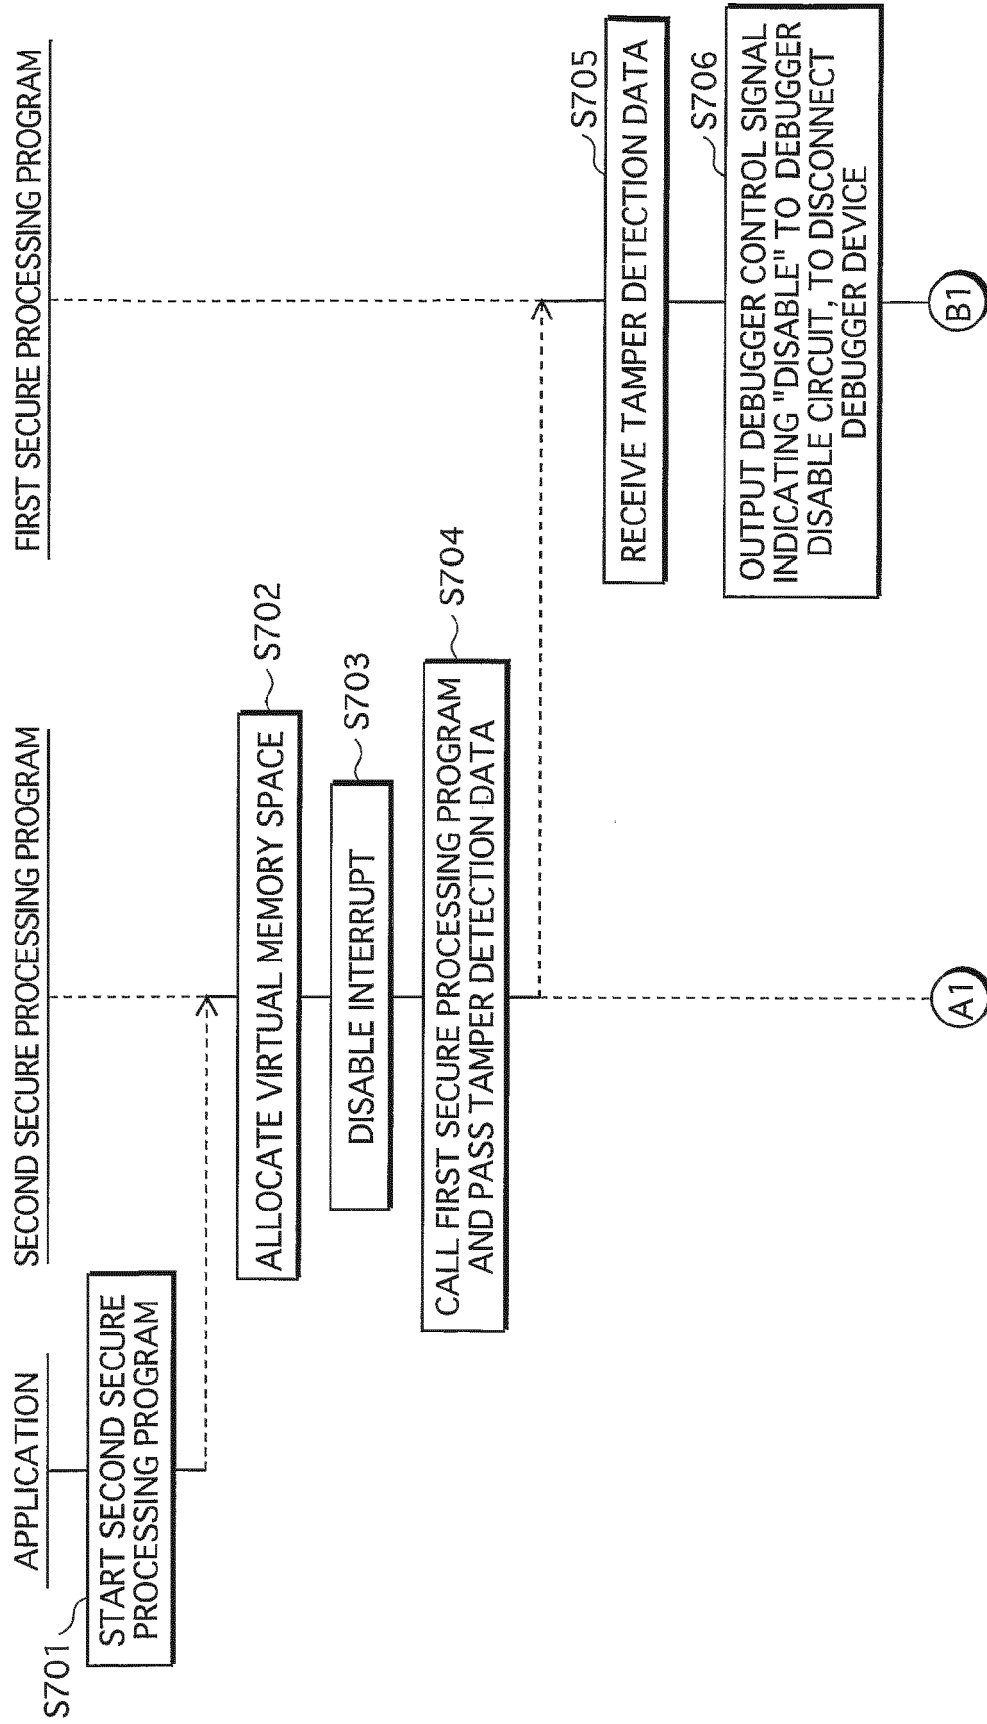 APPLICATION
SECOND SECURE PROCESSING PROGRAM
FIRST SECURE PROCESSING PROGRAM
S701
START SECOND SECURE
PROCESSING PROGRAM
S702
ALLOCATE VIRTUAL MEMORY SPACE
S703
DISABLE INTERRUPT
S704
CALL FIRST SECURE PROCESSING PROGRAM
AND PASS TAMPER DETECTION DATA
S705
RECEIVE TAMPER DETECTION DATA
S706
OUTPUT DEBUGGER CONTROL SIGNAL
INDICATING "DISABLE" TO DEBUGGER
DISABLE CIRCUIT, TO DISCONNECT
DEBUGGER DEVICE
A1
B1